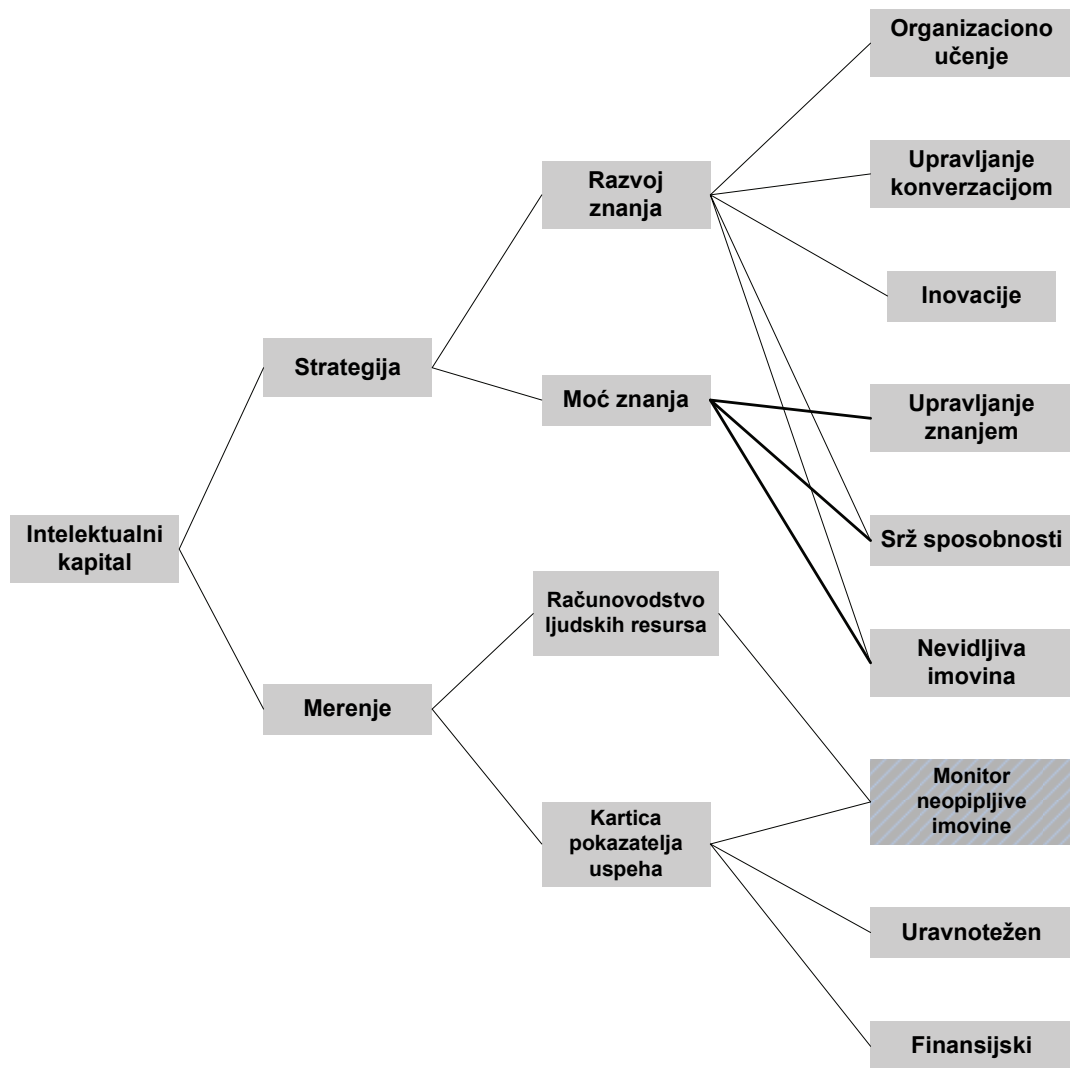 Organizaciono
učenje
Upravljanje
konverzacijom
Razvoj
znanja
Inovacije
Strategija
Moć znanja
Upravljanje
znanjem
Intelektualni
kapital
Srž sposobnosti
Računovodstvo
ljudskih resursa
Nevidljiva
imovina
Merenje
Monitor
neopipljive
imovine
Kartica
pokazatelja
uspeha
Uravnotežen
Finansijski